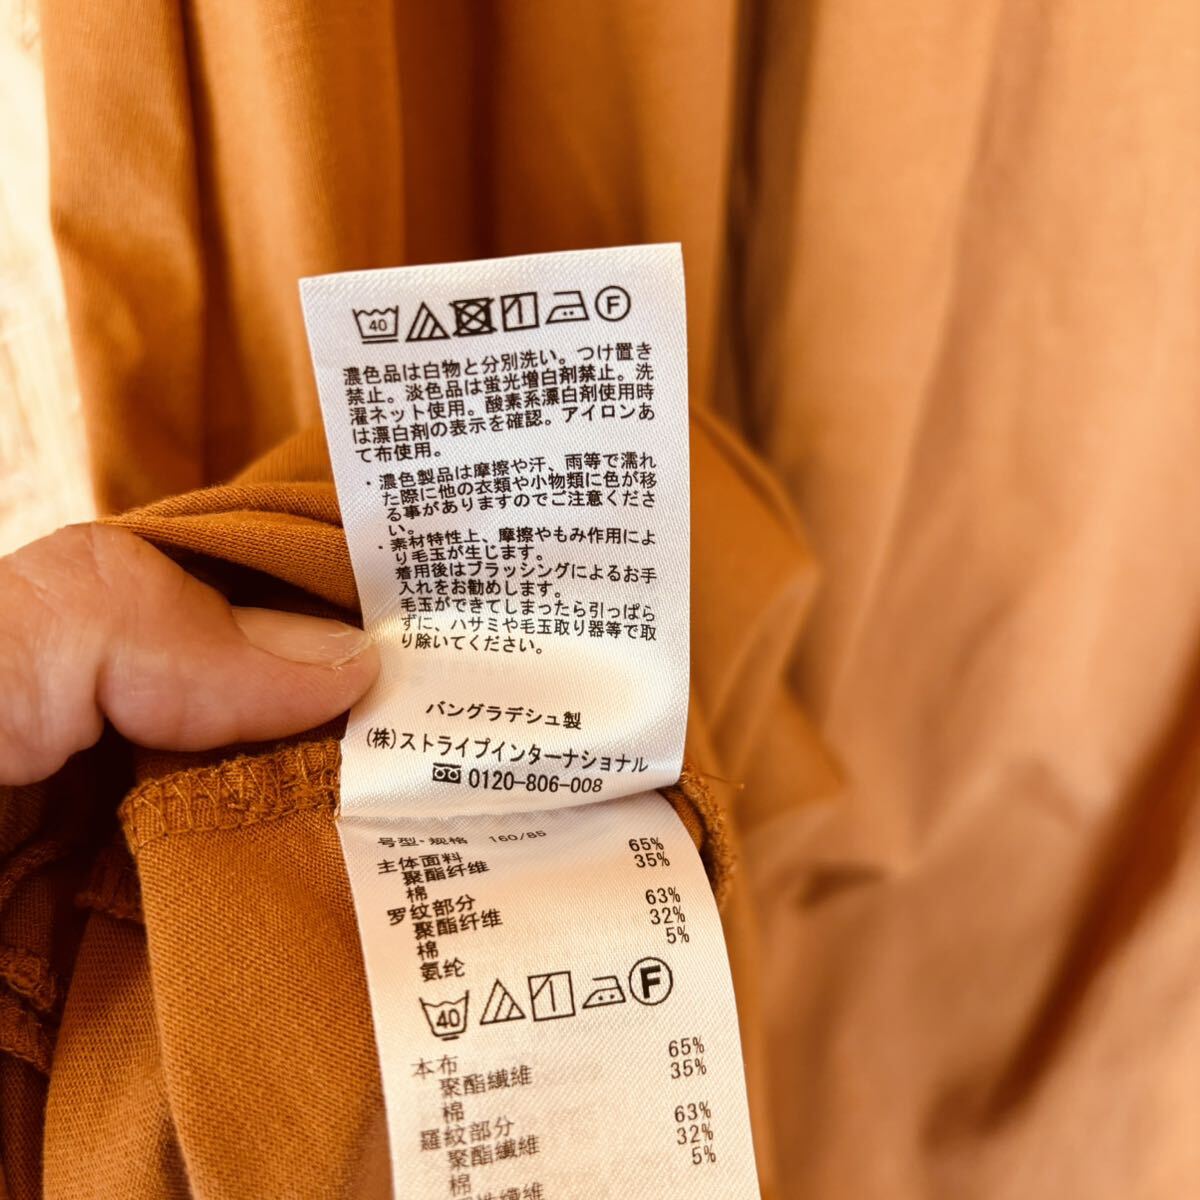 40 F
濃色品は白物と分別洗い。つけ置き
禁止。淡色品は蛍光増白剤禁止。洗
濯ネット使用。酸素系漂白剤使用時
は漂白剤の表示を確認。アイロンあ
て布使用。
・濃色製品は摩擦や汗、雨等で濡れ
た際に他の衣類や小物類に色が移
る事がありますのでご注意くださ
い。
・素材特性上、摩擦やもみ作用によ
り毛玉が生じます。
着用後はブラッシングによるお手
入れをお勧めします。
毛玉ができてしまったら引っぱら
ずに、ハサミや毛玉取り器等で取
り除いてください。
バングラデシュ製
(株)ストライプインターナショナル
0120-806-008
号型·规格 160/85
主体面料
聚酯纤维 65%
棉 35%
罗纹部分
聚酯纤维 63%
棉 32%
氨纶 5%
40 F
本布
聚酯纖維 65%
棉 35%
羅紋部分
聚酯纖維 63%
棉 32%
5%